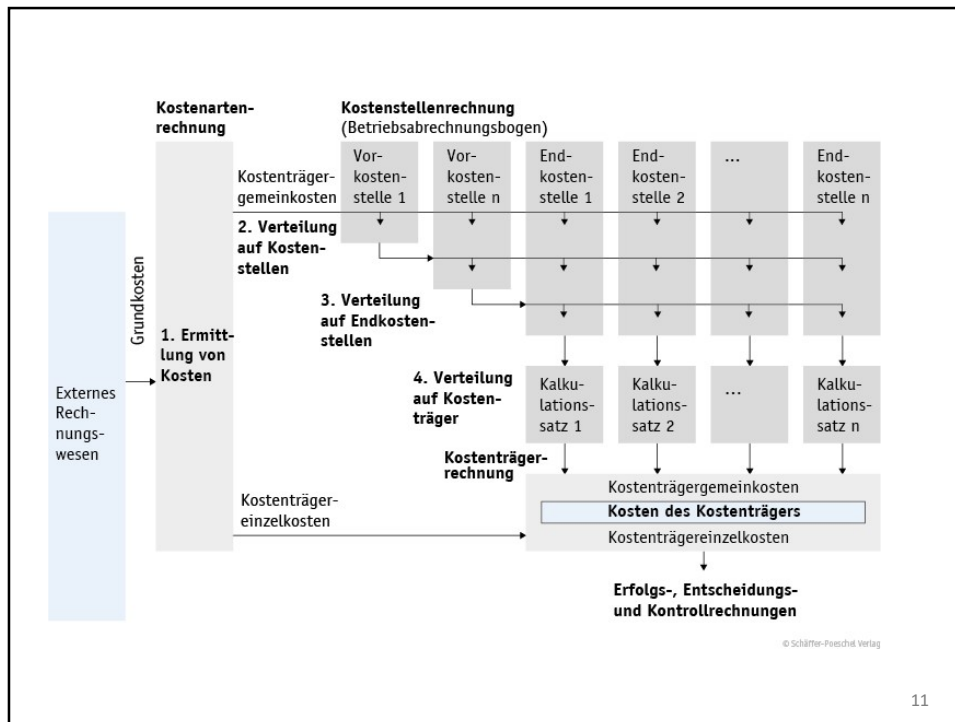 Kostenarten-
rechnung
Kostenstellenrechnung
(Betriebsabrechnungsbogen)
Kostenträger-
gemeinkosten
Vor-
kosten-
stelle 1
Vor-
kosten-
stelle n
End-
kosten-
stelle 1
End-
kosten-
stelle 2
...
End-
kosten-
stelle n
2. Verteilung
auf Kosten-
stellen
Grundkosten
3. Verteilung
auf Endkosten-
stellen
1. Ermitt-
lung von
Kosten
Externes
Rech-
nungs-
wesen
4. Verteilung
auf Kosten-
träger
Kalku-
lations-
satz 1
Kalku-
lations-
satz 2
...
Kalku-
lations-
satz n
Kostenträger-
rechnung
Kostenträgergemeinkosten
Kosten des Kostenträgers
Kostenträgereinzelkosten
Kostenträger-
einzelkosten
Erfolgs-, Entscheidungs-
und Kontrollrechnungen
© Schäffer-Poeschel Verlag
11